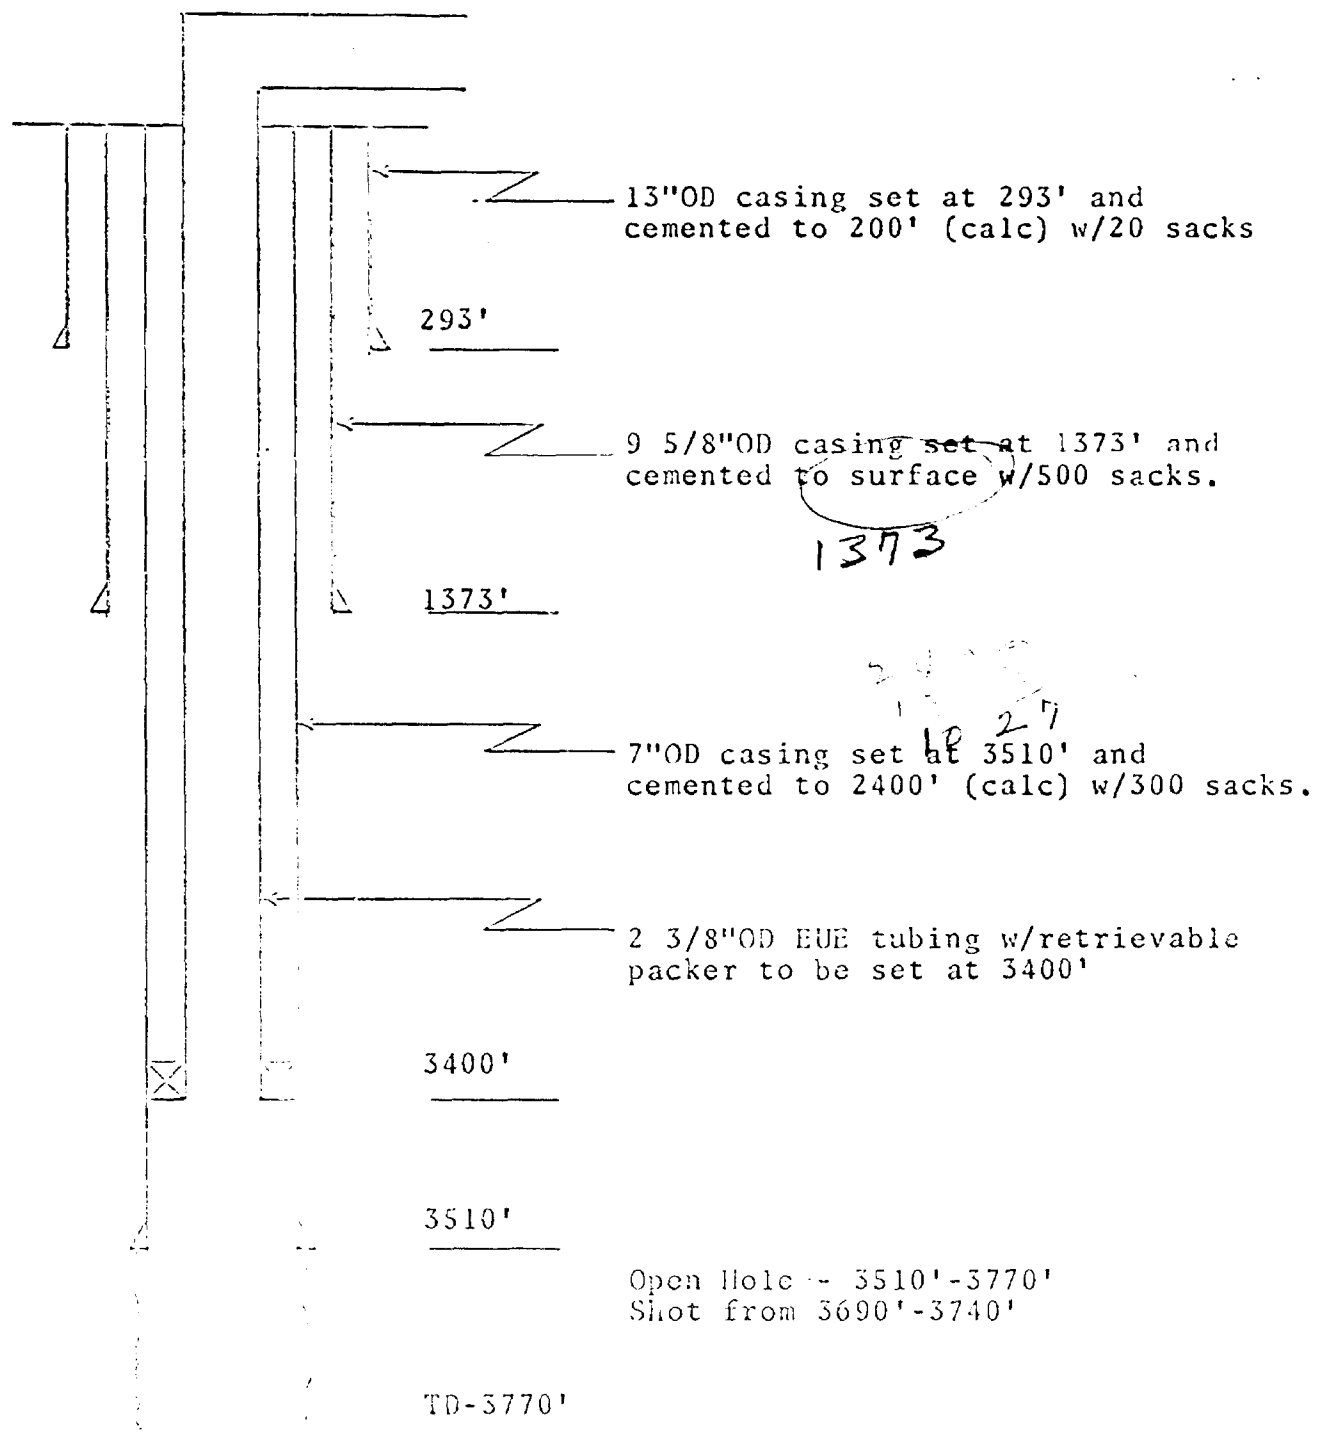 13"OD casing set at 293' and
cemented to 200' (calc) w/20 sacks
293'
9 5/8"OD casing set at 1373' and
cemented to surface w/500 sacks.
1373
1373'
27
7"OD casing set at 3510' and
cemented to 2400' (calc) w/300 sacks.
2 3/8"OD EUE tubing w/retrievable
packer to be set at 3400'
3400'
3510'
Open Hole - 3510'-3770'
Shot from 3690'-3740'
TD-3770'